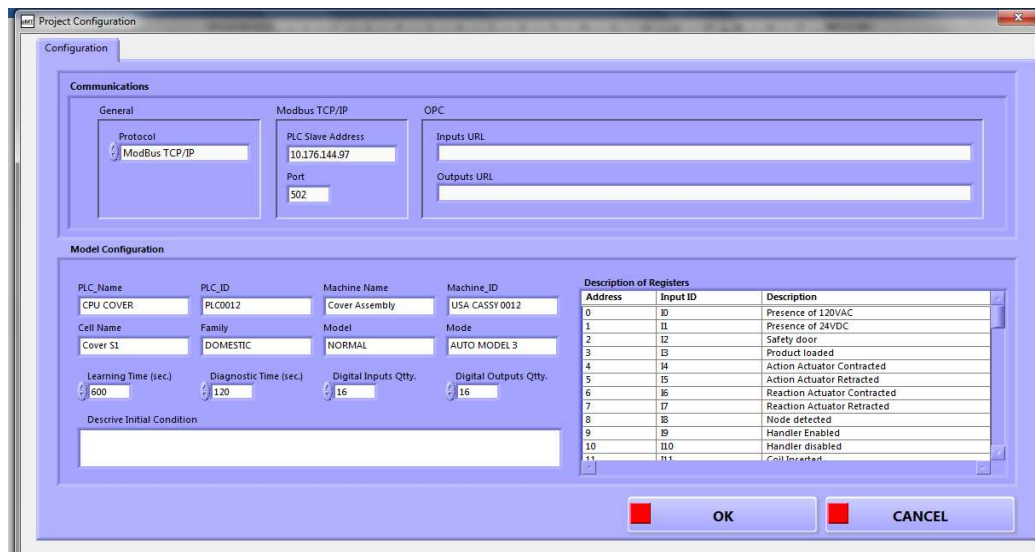 Project Configuration
Configuration
Communications
General
Protocol
ModBus TCP/IP
Modbus TCP/IP
PLC Slave Address
10.176.144.97
Port
502
OPC
Inputs URL
Outputs URL
Model Configuration
PLC_Name PLC_ID Machine Name Machine_ID
CPU COVER PLC0012 Cover Assembly USA CASSY 0012
Cell Name Family Model Mode
Cover S1 DOMESTIC NORMAL AUTO MODEL 3
Learning Time (sec.) Diagnostic Time (sec.) Digital Inputs Qtty. Digital Outputs Qtty.
600 120 16 16
Descrive Initial Condition
Description of Registers
Address Input ID Description
0 I0 Presence of 120VAC
1 I1 Presence of 24VDC
2 I2 Safety door
3 I3 Product loaded
4 I4 Action Actuator Contracted
5 I5 Action Actuator Retracted
6 I6 Reaction Actuator Contracted
7 I7 Reaction Actuator Retracted
8 I8 Node detected
9 I9 Handler Enabled
10 I10 Handler disabled
11 I11 Coil Inserted
OK CANCEL